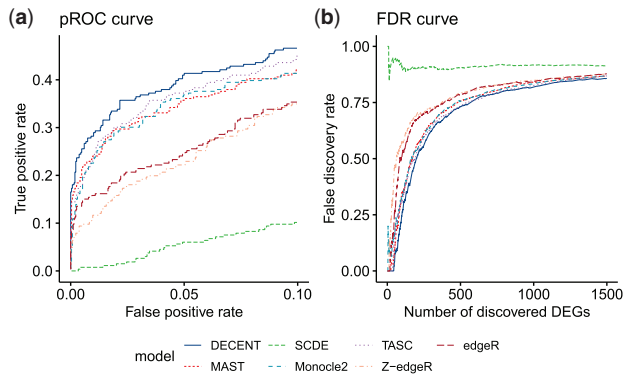 (a) pROC curve
True positive rate
0.4
0.3
0.2
0.1
0.0
0.00 0.05 0.10
False positive rate
(b) FDR curve
False discovery rate
1.00
0.75
0.50
0.25
0.00
0 500 1000 1500
Number of discovered DEGs
model
DECENT SCDE TASC edgeR
MAST Monocle2 Z−edgeR